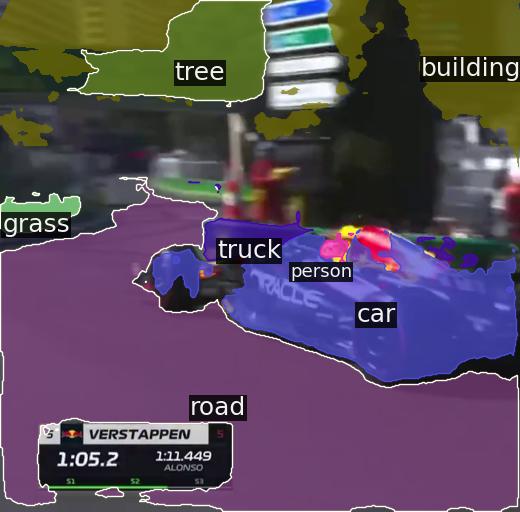 tree
building
grass
truck
person
ORACLE
car
road
5 VERSTAPPEN 5
1:05.2 1:11.449
ALONSO
S1 S2 S3